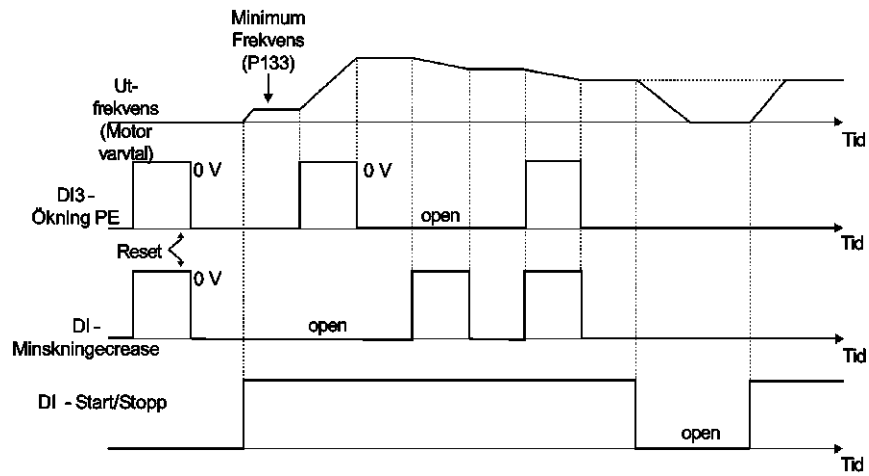 Minimum
Frekvens
(P133)
Ut-
frekvens
(Motor
varvtal)
Tid
0 V
0 V
DI3 -
Ökning PE
open
Tid
Reset
0 V
DI -
Minskningecrease
open
Tid
DI - Start/Stopp
open
Tid